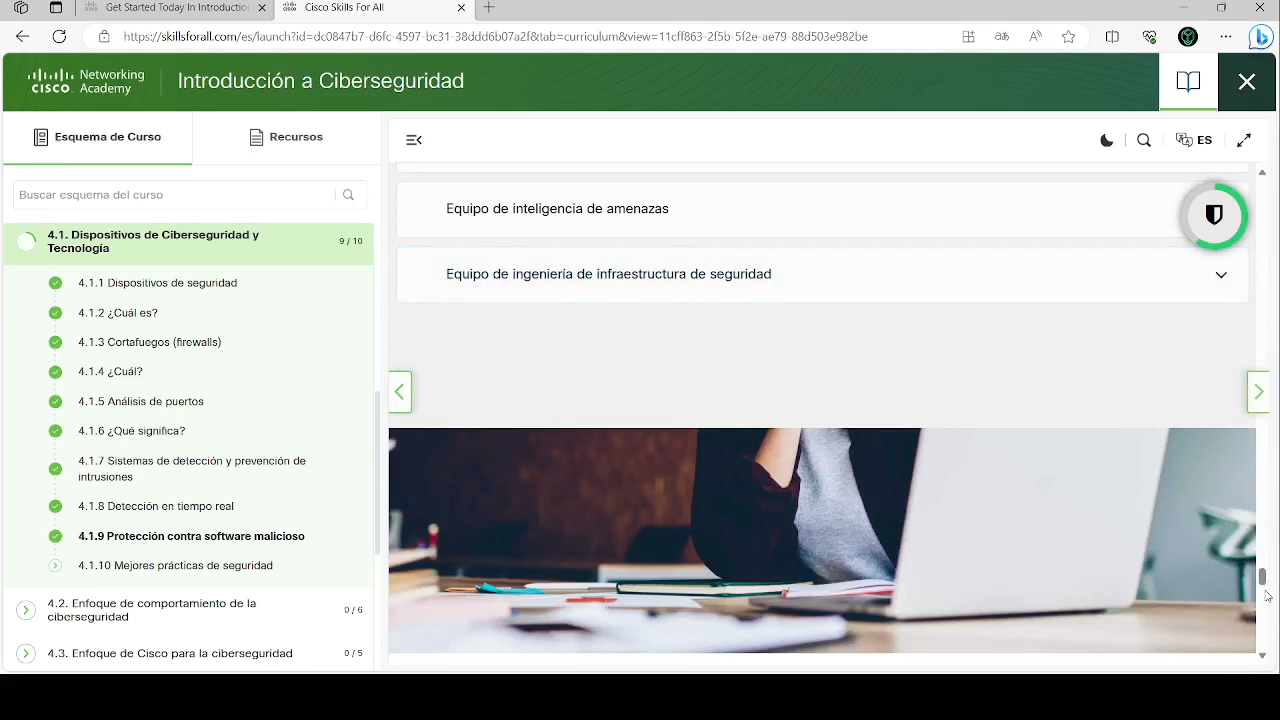 Get Started Today In Introduction
Cisco Skills For All
https://skillsforall.com/es/launch?id=dc0847b7-d6fc-4597-bc31-38ddd6b07a2f&tab=curriculum&view=11cff863-2f5b-5f2e-ae79-88d503e982be
CISCO Networking Academy
Introducción a Ciberseguridad
Esquema de Curso
Recursos
ES
Buscar esquema del curso
4.1. Dispositivos de Ciberseguridad y
Tecnología
9 / 10
4.1.1 Dispositivos de seguridad
4.1.2 ¿Cuál es?
4.1.3 Cortafuegos (firewalls)
4.1.4 ¿Cuál?
4.1.5 Análisis de puertos
4.1.6 ¿Qué significa?
4.1.7 Sistemas de detección y prevención de
intrusiones
4.1.8 Detección en tiempo real
4.1.9 Protección contra software malicioso
4.1.10 Mejores prácticas de seguridad
4.2. Enfoque de comportamiento de la
ciberseguridad
0 / 6
4.3. Enfoque de Cisco para la ciberseguridad
0 / 5
Equipo de inteligencia de amenazas
Equipo de ingeniería de infraestructura de seguridad